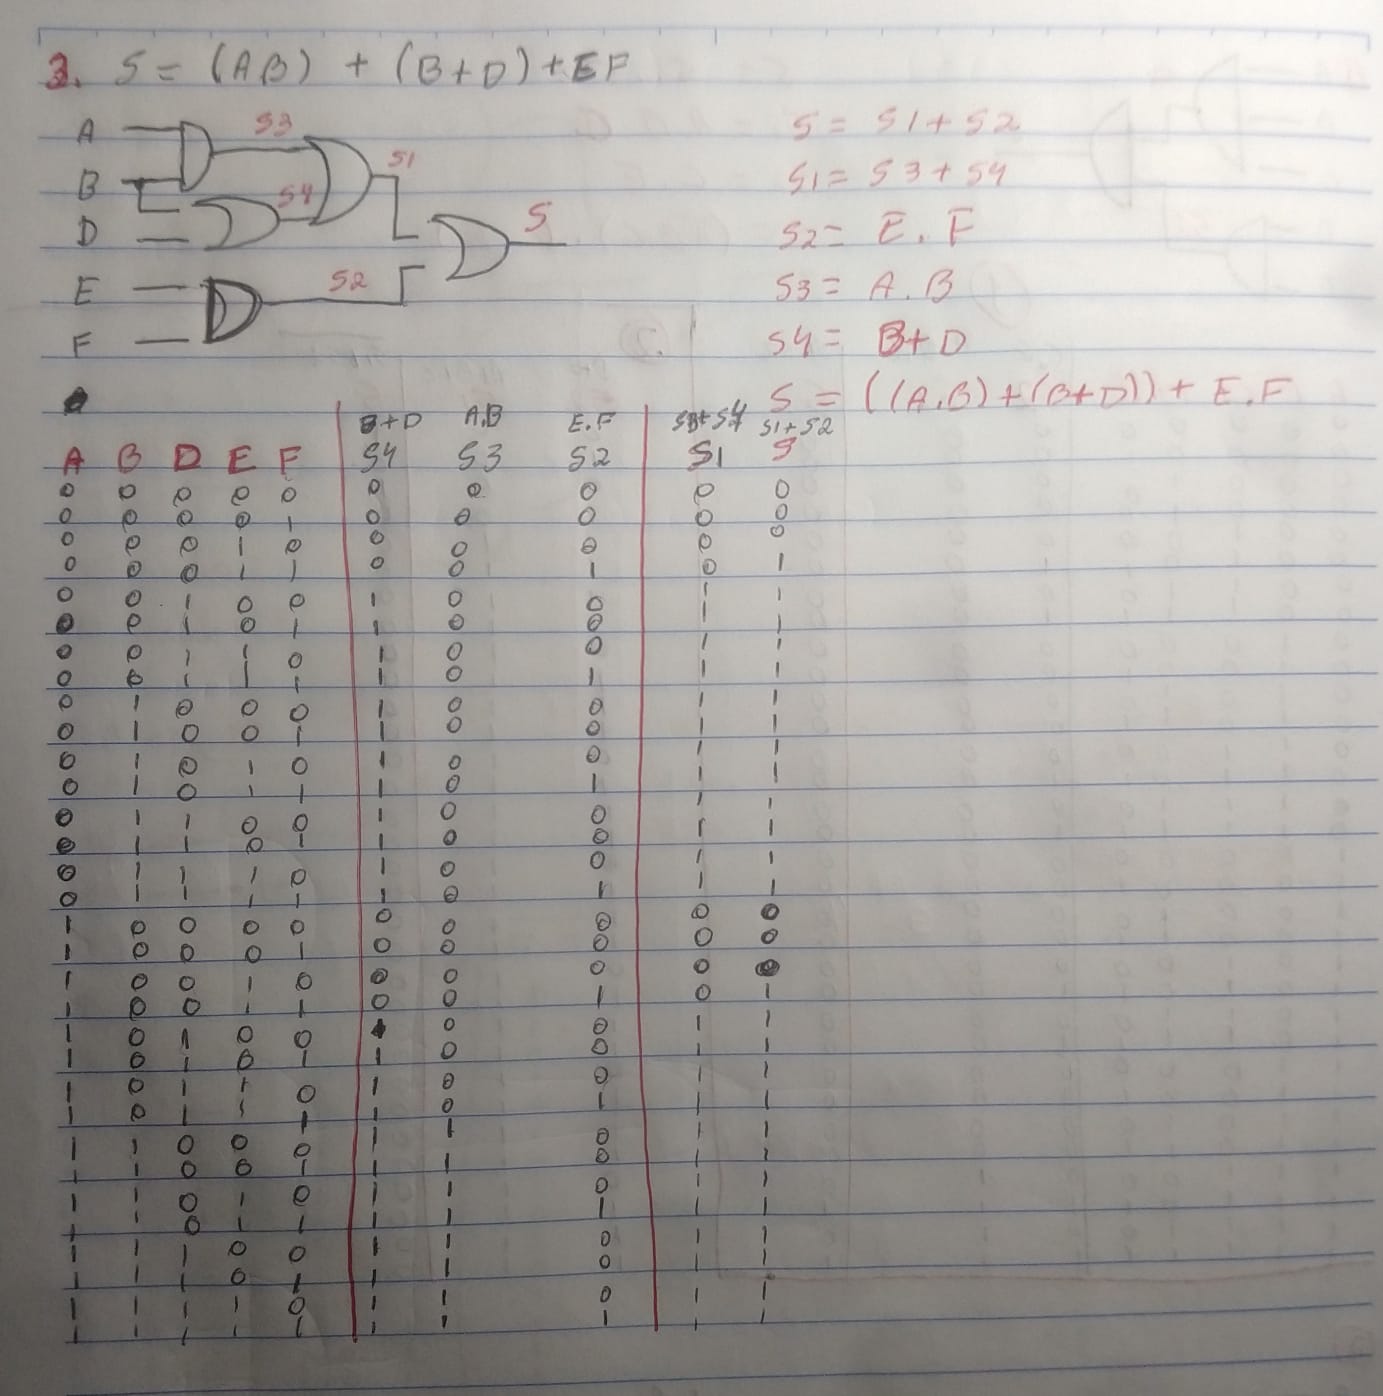 3. S = (AB) + (B+D) + EF
A S3 S = S1 + S2
B S1 S1 = S3 + S4
S4
D S S2 = E . F
E S2 S3 = A . B
F S4 = B+D
S = ((A.B) + (B+D)) + E.F
B+D A.B E.F S3+S4 S1+S2
A B D E F S4 S3 S2 S1 S
0 0 0 0 0 0 0 0 0 0
0 0 0 0 1 0 0 0 0 0
0 0 0 1 0 0 0 0 0 0
0 0 0 1 1 0 0 1 0 1
0 0 1 0 0 1 0 0 1 1
0 0 1 0 1 1 0 0 1 1
0 0 1 1 0 1 0 0 1 1
0 0 1 1 1 1 0 1 1 1
0 1 0 0 0 1 0 0 1 1
0 1 0 0 1 1 0 0 1 1
0 1 0 1 0 1 0 0 1 1
0 1 0 1 1 1 0 1 1 1
0 1 1 0 0 1 0 0 1 1
0 1 1 0 1 1 0 0 1 1
0 1 1 1 0 1 0 0 1 1
0 1 1 1 1 1 0 1 1 1
1 0 0 0 0 0 0 0 0 0
1 0 0 0 1 0 0 0 0 0
1 0 0 1 0 0 0 0 0 0
1 0 0 1 1 0 0 1 0 1
1 0 1 0 0 1 0 0 1 1
1 0 1 0 1 1 0 0 1 1
1 0 1 1 0 1 0 0 1 1
1 0 1 1 1 1 0 1 1 1
1 1 0 0 0 1 1 0 1 1
1 1 0 0 1 1 1 0 1 1
1 1 0 1 0 1 1 0 1 1
1 1 0 1 1 1 1 1 1 1
1 1 1 0 0 1 1 0 1 1
1 1 1 0 1 1 1 0 1 1
1 1 1 1 0 1 1 0 1 1
1 1 1 1 1 1 1 1 1 1